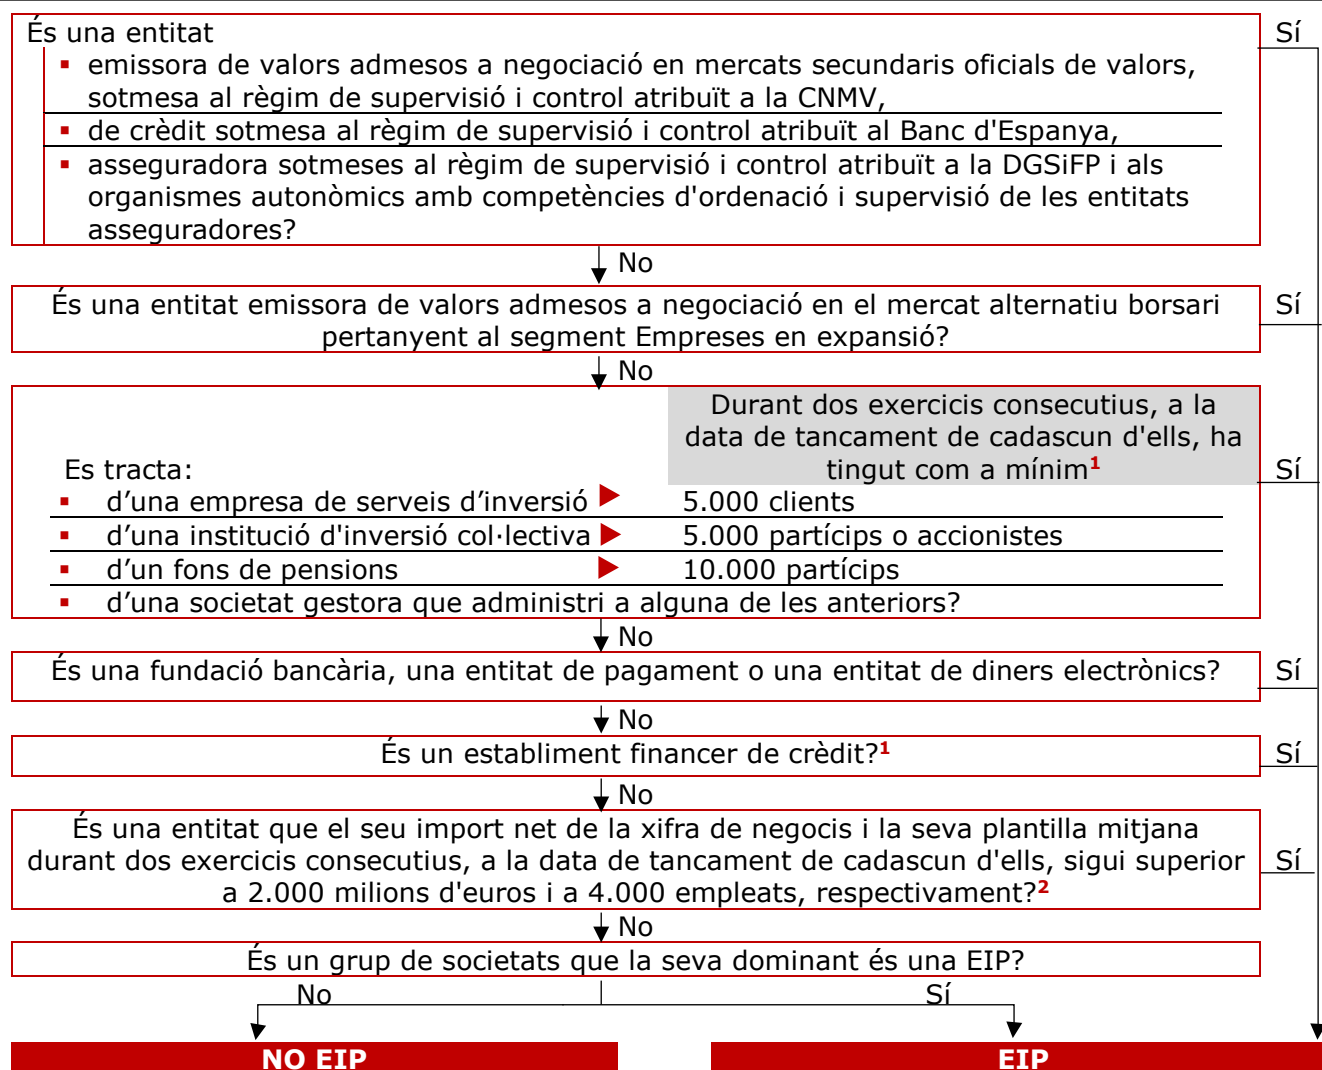 És una entitat
Sí
▪ emissora de valors admesos a negociació en mercats secundaris oficials de valors,
sotmesa al règim de supervisió i control atribuït a la CNMV,
▪ de crèdit sotmesa al règim de supervisió i control atribuït al Banc d'Espanya,
▪ asseguradora sotmeses al règim de supervisió i control atribuït a la DGSiFP i als
organismes autonòmics amb competències d'ordenació i supervisió de les entitats
asseguradores?
No
És una entitat emissora de valors admesos a negociació en el mercat alternatiu borsari
pertanyent al segment Empreses en expansió?
Sí
No
Durant dos exercicis consecutius, a la
data de tancament de cadascun d'ells, ha
tingut com a mínim1
Es tracta:
Sí
▪ d’una empresa de serveis d’inversió ▶ 5.000 clients
▪ d’una institució d'inversió col·lectiva ▶ 5.000 partícips o accionistes
▪ d’un fons de pensions ▶ 10.000 partícips
▪ d’una societat gestora que administri a alguna de les anteriors?
No
És una fundació bancària, una entitat de pagament o una entitat de diners electrònics?
Sí
No
És un establiment financer de crèdit?1
Sí
No
És una entitat que el seu import net de la xifra de negocis i la seva plantilla mitjana
durant dos exercicis consecutius, a la data de tancament de cadascun d'ells, sigui superior
a 2.000 milions d'euros i a 4.000 empleats, respectivament?2
Sí
No
És un grup de societats que la seva dominant és una EIP?
No
Sí
NO EIP
EIP